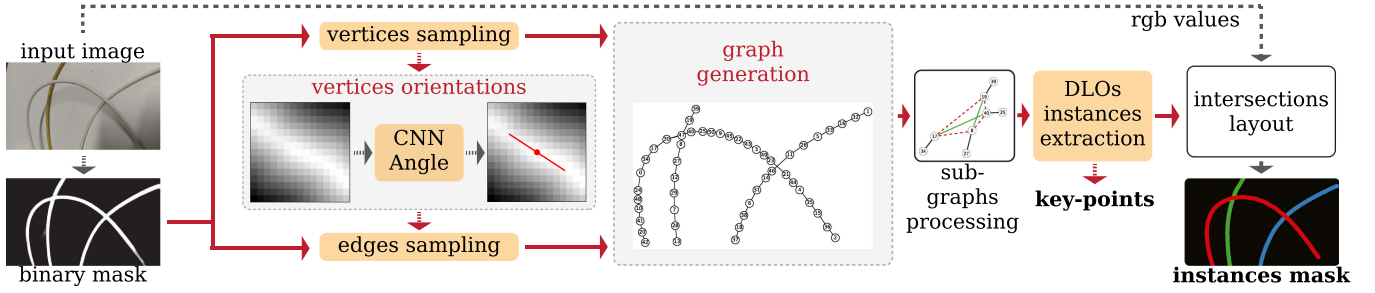 input image
binary mask
vertices sampling
vertices orientations
CNN
Angle
edges sampling
graph
generation
sub-
graphs
processing
DLOs
instances
extraction
key-points
rgb values
intersections
layout
instances mask